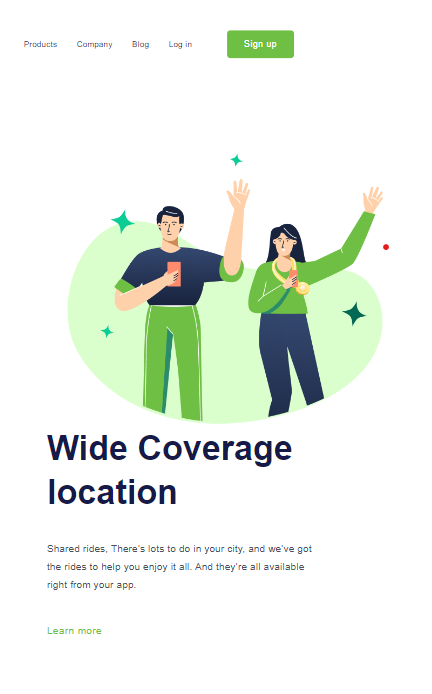 Products Company Blog Log in Sign up
Wide Coverage
location
Shared rides, There's lots to do in your city, and we've got
the rides to help you enjoy it all. And they're all available
right from your app.
Learn more